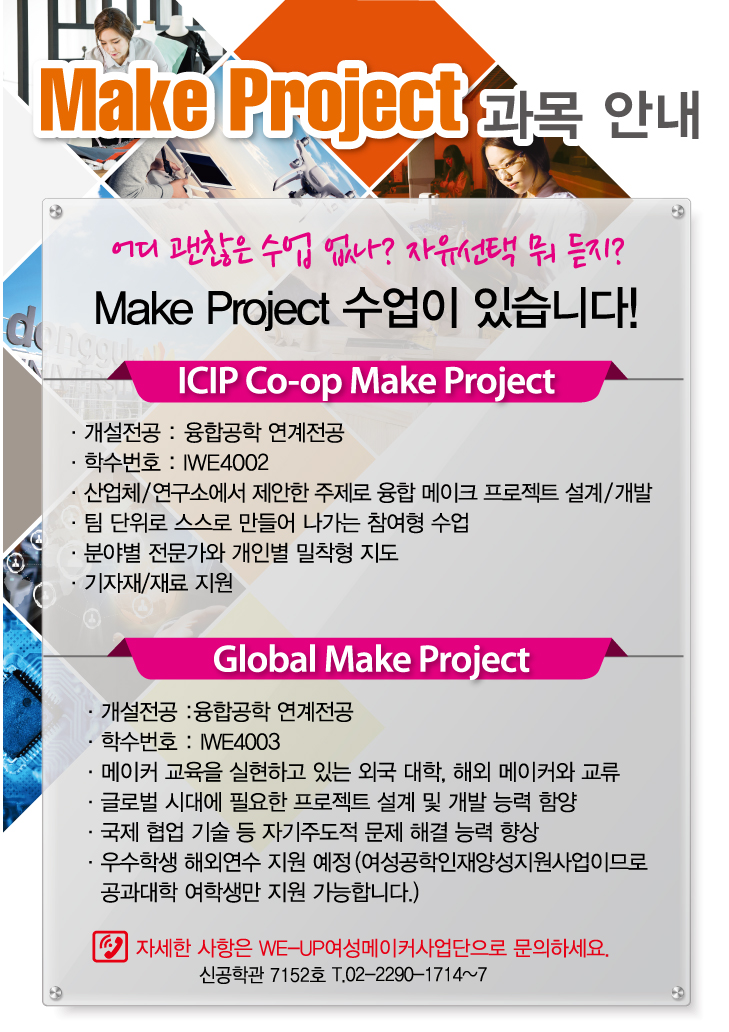 Make Project 과목 안내
어디 괜찮은 수업 없나? 자유선택 뭐 듣지?
Make Project 수업이 있습니다!
dongguk
ICIP Co-op Make Project
· 개설전공 : 융합공학 연계전공
· 학수번호 : IWE4002
· 산업체/연구소에서 제안한 주제로 융합 메이크 프로젝트 설계/개발
· 팀 단위로 스스로 만들어 나가는 참여형 수업
· 분야별 전문가와 개인별 밀착형 지도
· 기자재/재료 지원
Global Make Project
· 개설전공 :융합공학 연계전공
· 학수번호 : IWE4003
· 메이커 교육을 실현하고 있는 외국 대학, 해외 메이커와 교류
· 글로벌 시대에 필요한 프로젝트 설계 및 개발 능력 함양
· 국제 협업 기술 등 자기주도적 문제 해결 능력 향상
· 우수학생 해외연수 지원 예정(여성공학인재양성지원사업이므로
공과대학 여학생만 지원 가능합니다.)
자세한 사항은 WE-UP여성메이커사업단으로 문의하세요.
신공학관 7152호 T.02-2290-1714~7